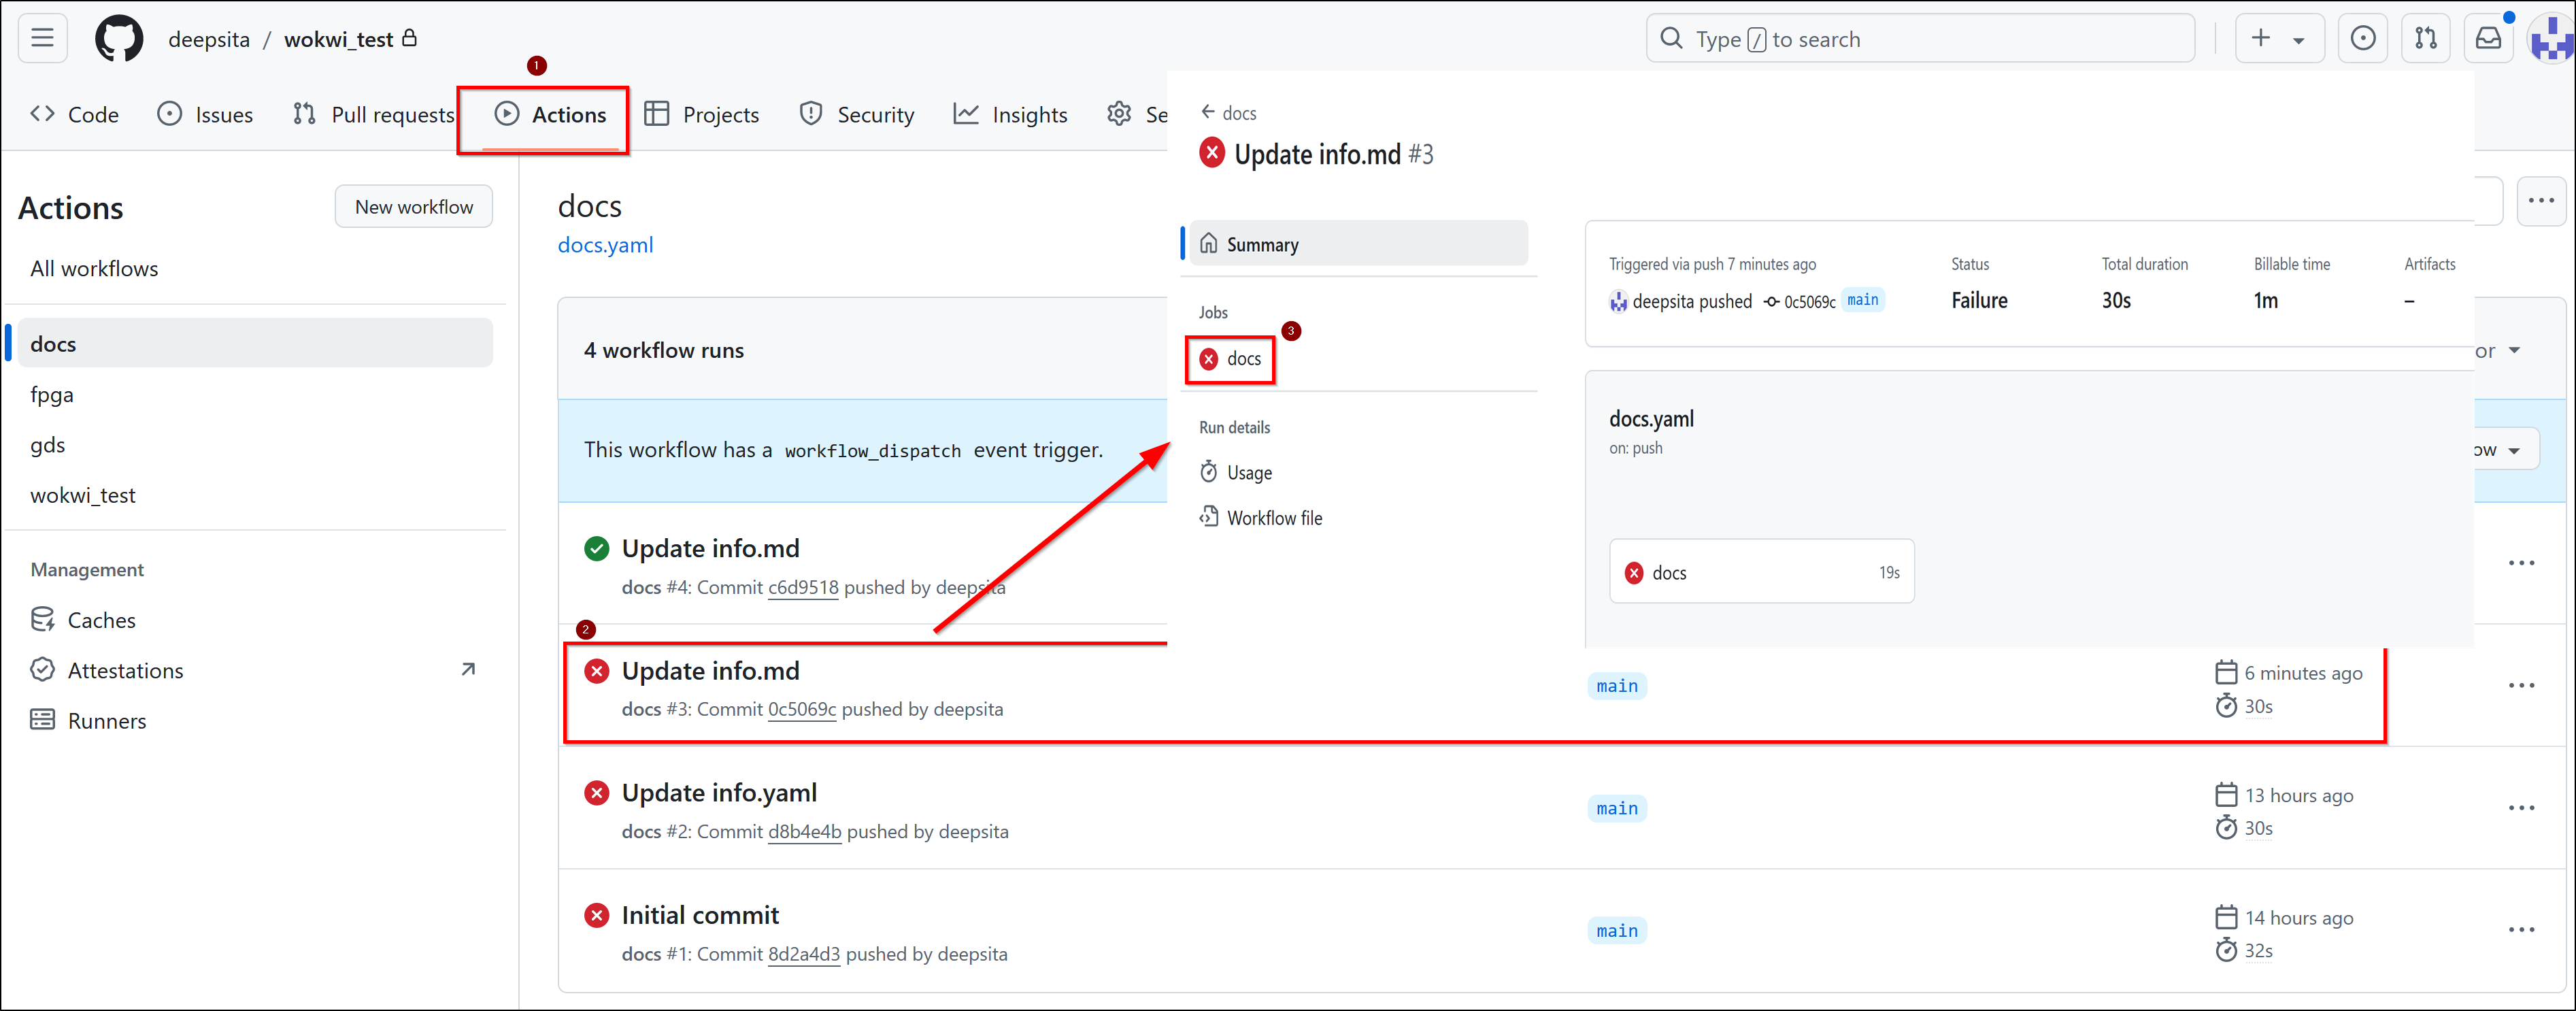 deepsita / wokwi_test
Type / to search
1
Code
Issues
Pull requests
Actions
Projects
Security
Insights
Se
Actions
New workflow
All workflows
docs
fpga
gds
wokwi_test
Management
Caches
Attestations
Runners
docs
docs.yaml
4 workflow runs
or
This workflow has a workflow_dispatch event trigger.
ow
Update info.md
docs #4: Commit c6d9518 pushed by deepsita
2
Update info.md
docs #3: Commit 0c5069c pushed by deepsita
main
6 minutes ago
30s
Update info.yaml
docs #2: Commit d8b4e4b pushed by deepsita
main
13 hours ago
30s
Initial commit
docs #1: Commit 8d2a4d3 pushed by deepsita
main
14 hours ago
32s
← docs
Update info.md #3
Summary
Jobs
3
docs
Run details
Usage
Workflow file
Triggered via push 7 minutes ago
deepsita pushed 0c5069c main
Status
Failure
Total duration
30s
Billable time
1m
Artifacts
–
docs.yaml
on: push
docs
19s